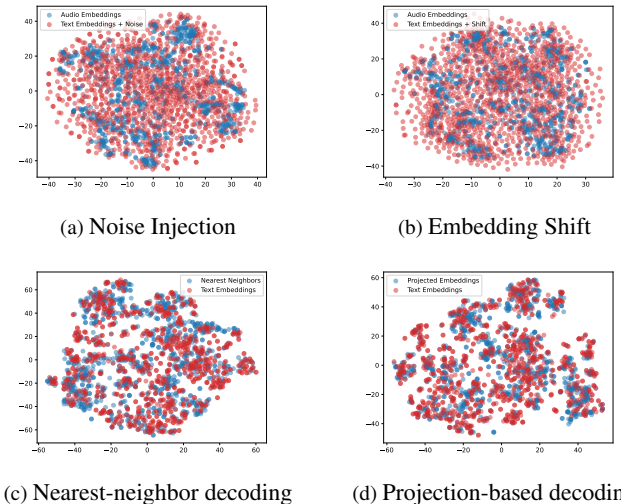 Audio Embeddings
Text Embeddings + Noise
40
20
0
−20
−40
−40 −30 −20 −10 0 10 20 30 40
(a) Noise Injection
Audio Embeddings
Text Embeddings + Shift
40
20
0
−20
−40
−30 −20 −10 0 10 20 30
(b) Embedding Shift
Nearest Neighbors
Text Embeddings
60
40
20
0
−20
−40
−60
−60 −40 −20 0 20 40 60
(c) Nearest-neighbor decoding
Projected Embeddings
Text Embeddings
60
40
20
0
−20
−40
−60 −40 −20 0 20 40
(d) Projection-based decodin